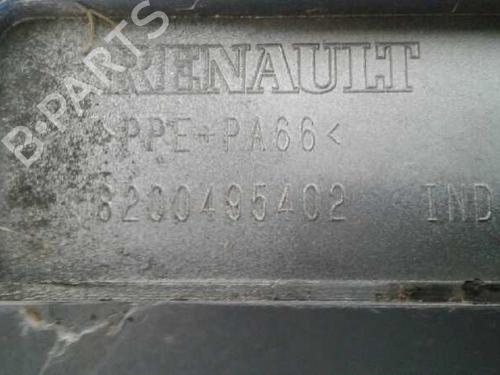 RENAULT
>PPE+PA66<
8200495402 IND
B-PARTS